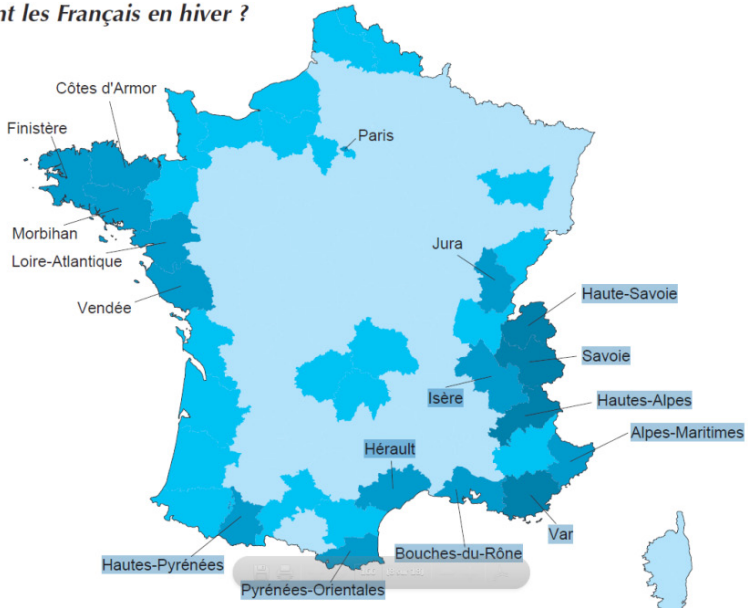 nt les Français en hiver ?
Côtes d'Armor
Finistère
Paris
Morbihan
Loire-Atlantique
Vendée
Jura
Haute-Savoie
Savoie
Isère
Hautes-Alpes
Alpes-Maritimes
Hérault
Var
Bouches-du-Rône
Hautes-Pyrénées
Pyrénées-Orientales